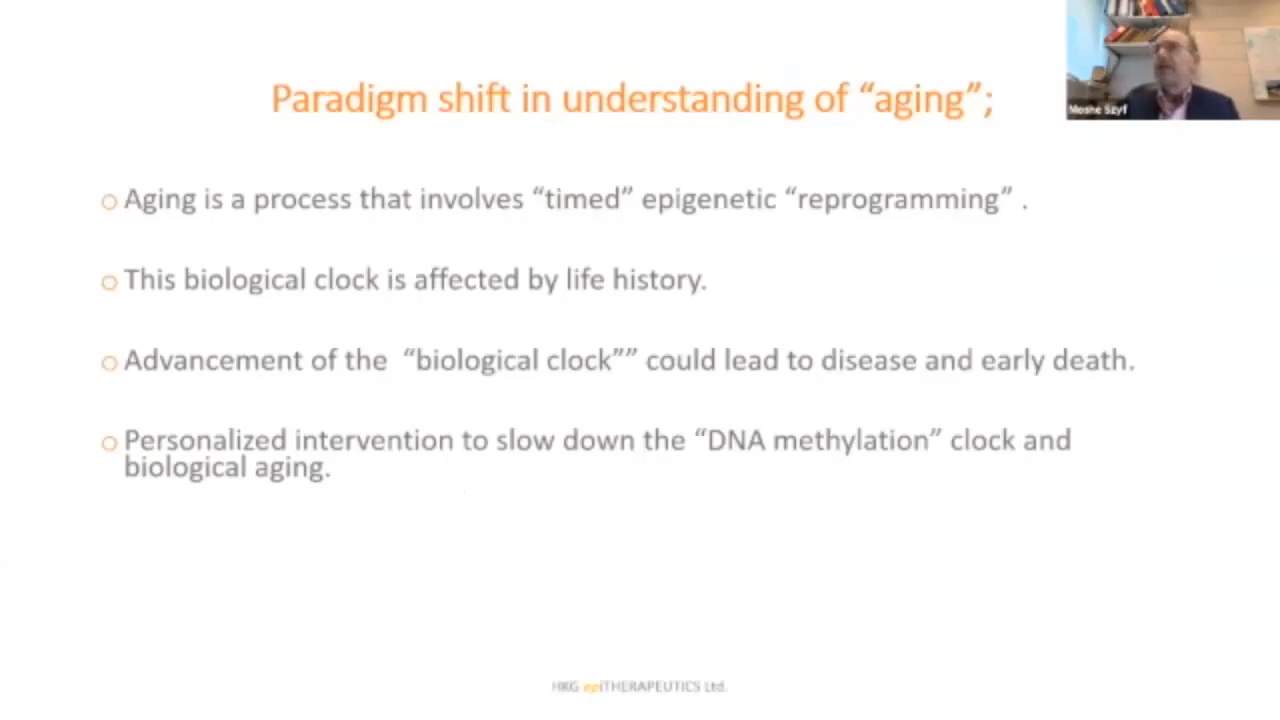 Paradigm shift in understanding of “aging”;
Moshe Szyf
o Aging is a process that involves “timed” epigenetic “reprogramming” .
o This biological clock is affected by life history.
o Advancement of the “biological clock”” could lead to disease and early death.
o Personalized intervention to slow down the “DNA methylation” clock and
biological aging.
HKG epiTHERAPEUTICS Ltd.